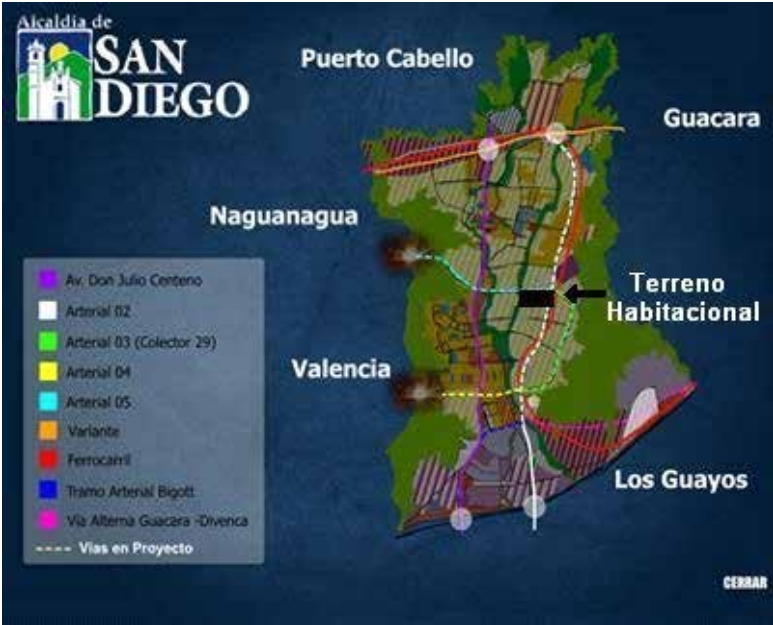 Alcaldía de
SAN
DIEGO
Puerto Cabello
Guacara
Naguanagua
Terreno
Habitacional
Valencia
Los Guayos
Av. Don Julio Centeno
Arterial 02
Arterial 03 (Colector 29)
Arterial 04
Arterial 05
Variante
Ferrocarril
Tramo Arterial Bigott
Vía Alterna Guacara -Divenca
Vias en Proyecto
CERRAR